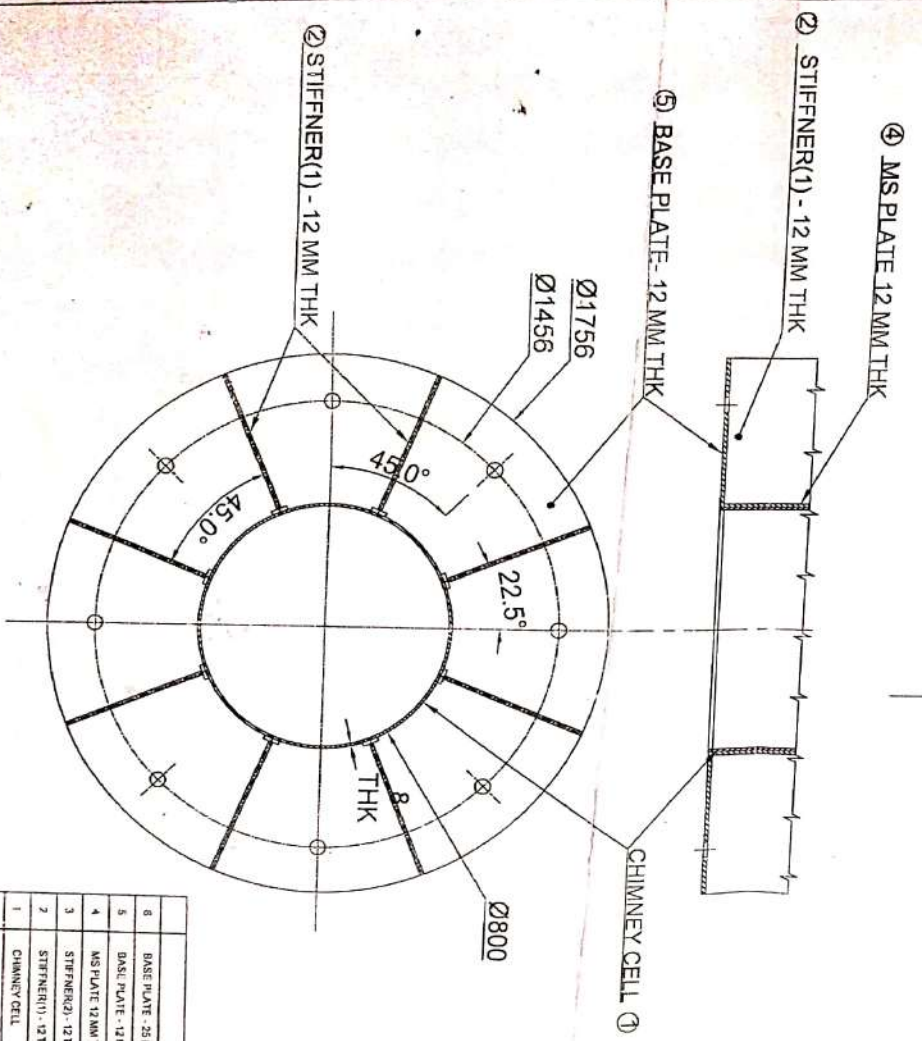 ④ MS PLATE 12 MM THK
② STIFFNER(1) - 12 MM THK
⑤ BASE PLATE- 12 MM THK
② STIFFNER(1) - 12 MM THK
Ø1756
Ø1456
45.0°
45.0°
22.5°
8
THK
Ø800
CHIMNEY CELL ①
6 BASE PLATE - 25
5 BASE PLATE - 12
4 MS PLATE 12 MM
3 STIFFNER(2) - 12 T
2 STIFFNER(1) - 12 T
1 CHIMNEY CELL